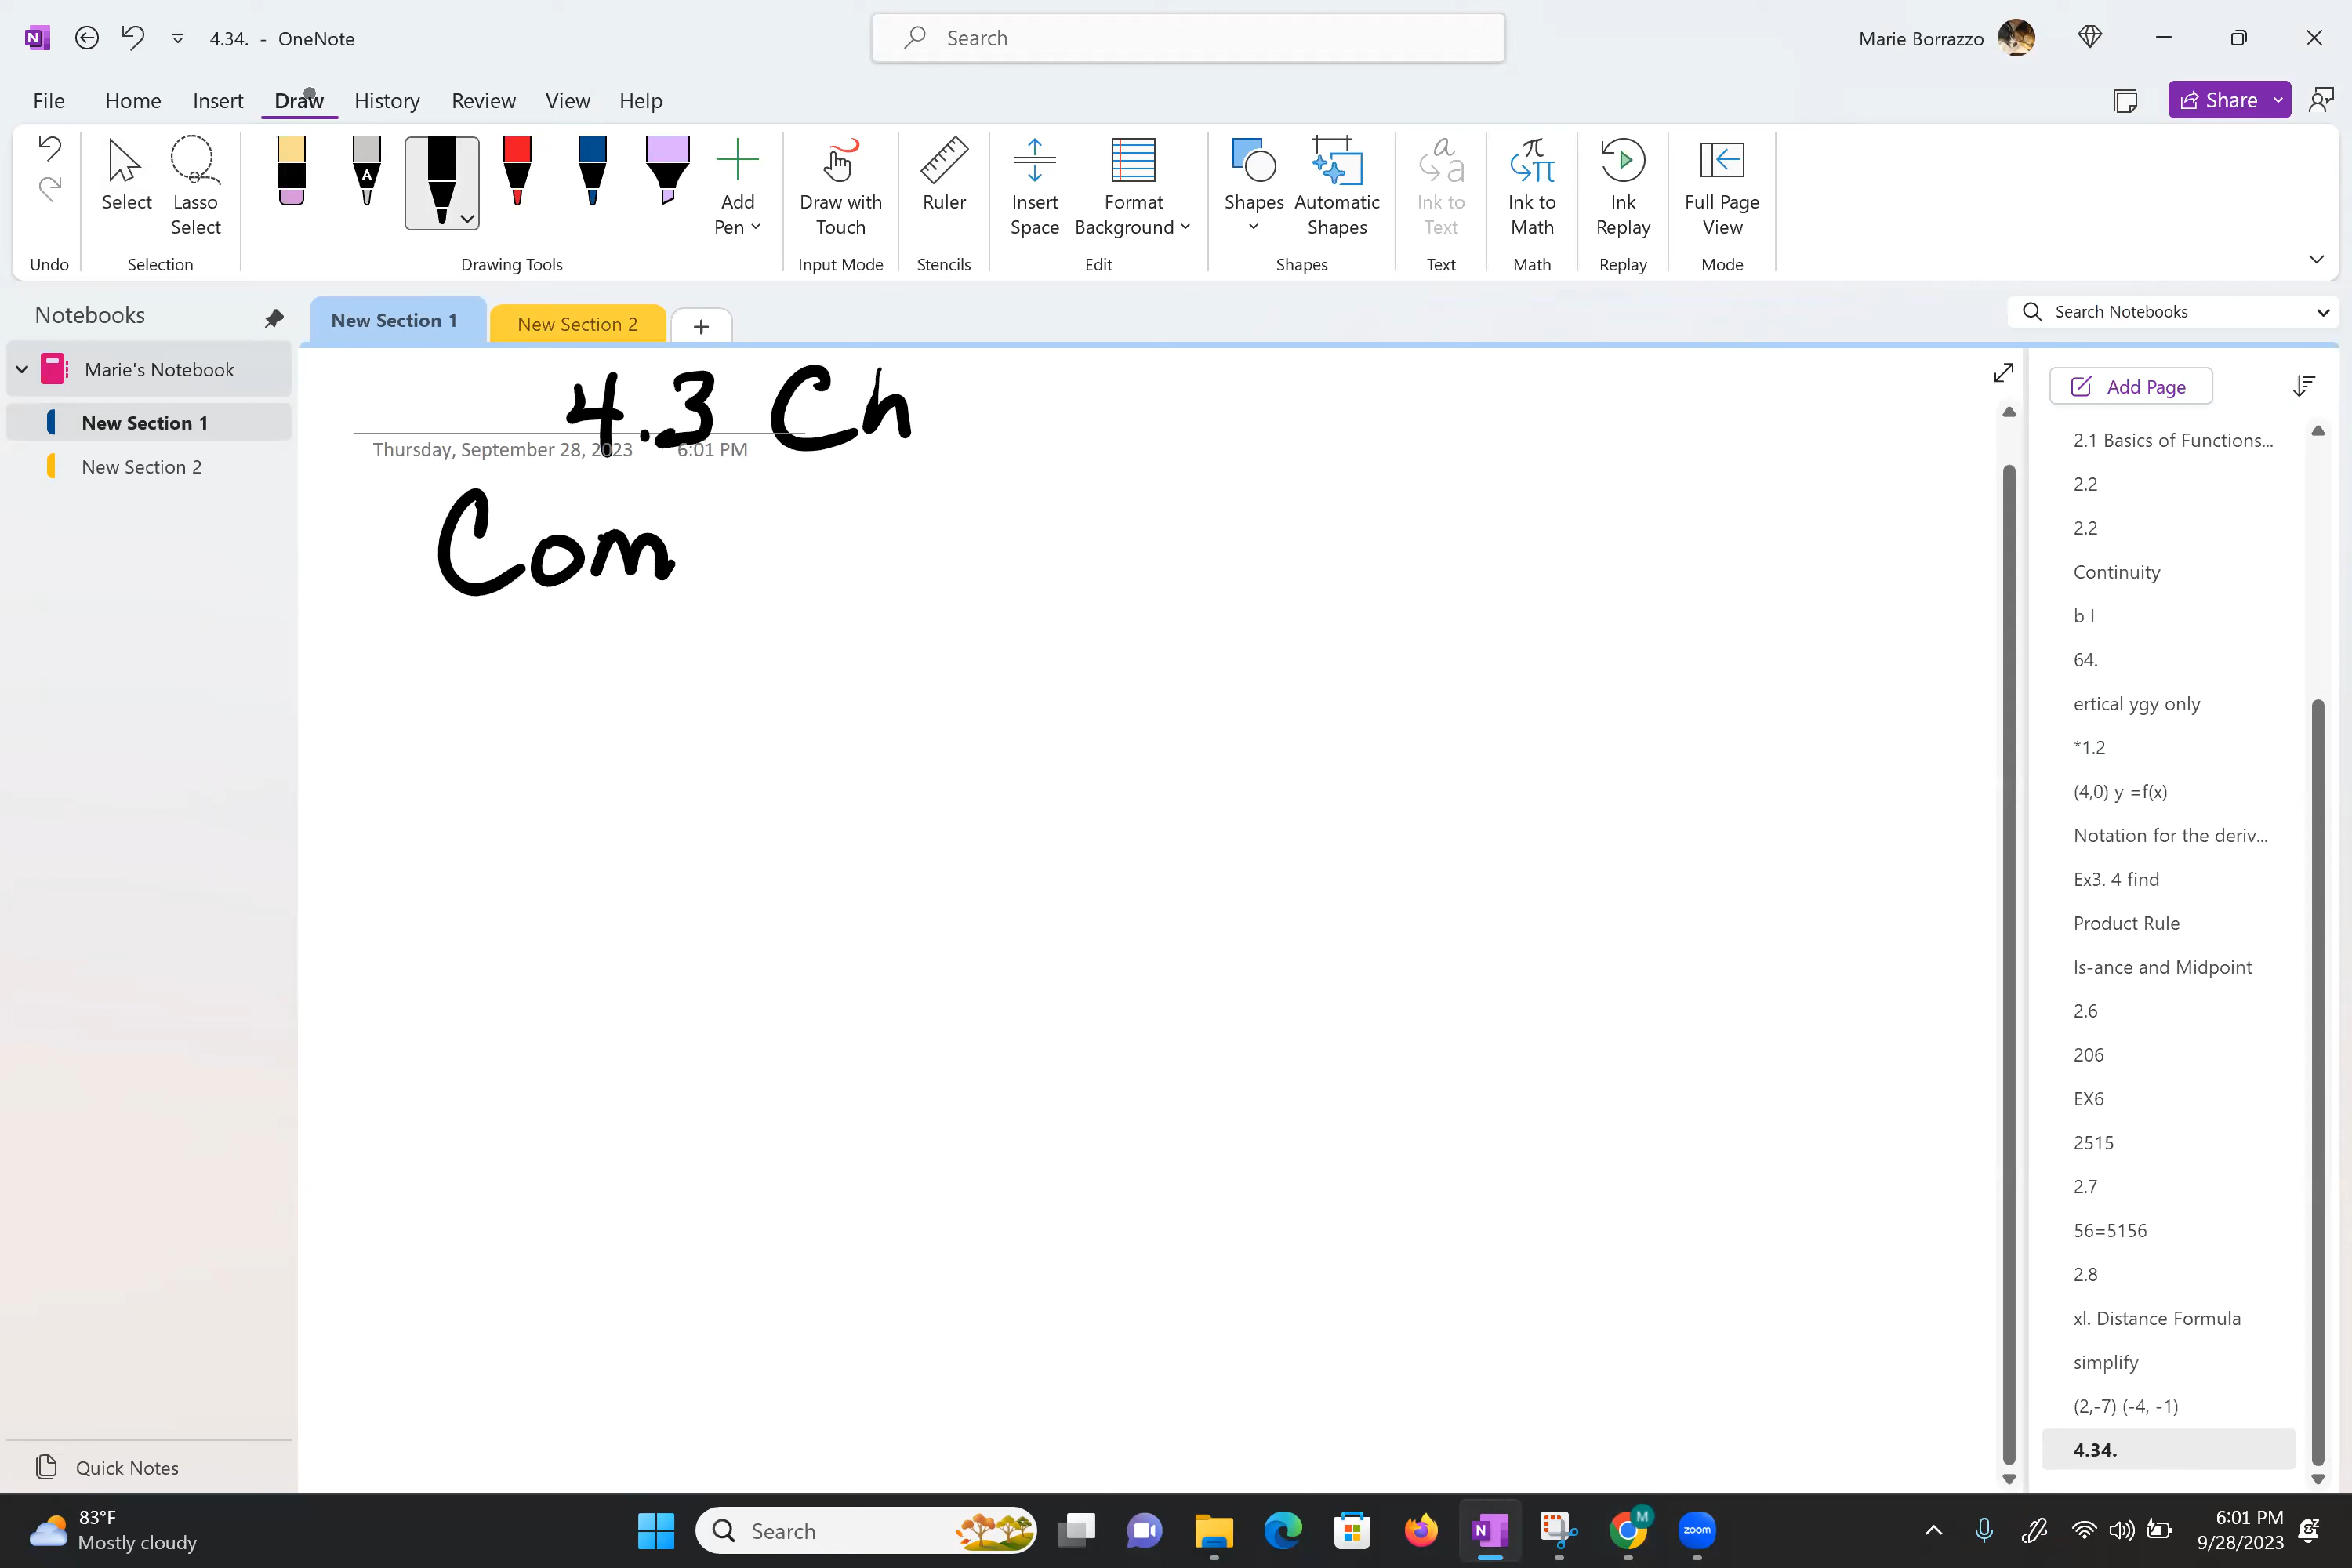 4.34. - OneNote
Search
Marie Borrazzo
File Home Insert Draw History Review View Help
Share
Select
Lasso Select
A
Add Pen
Draw with Touch
Ruler
Insert Space
Format Background
Shapes
Automatic Shapes
Ink to Text
Ink to Math
Ink Replay
Full Page View
Undo
Selection
Drawing Tools
Input Mode
Stencils
Edit
Shapes
Text
Math
Replay
Mode
Notebooks
New Section 1
New Section 2
Search Notebooks
Marie's Notebook
New Section 1
New Section 2
4.3 Ch
Thursday, September 28, 2023 6:01 PM
Com
Add Page
2.1 Basics of Functions...
2.2
2.2
Continuity
b I
64.
ertical ygy only
*1.2
(4,0) y =f(x)
Notation for the deriv...
Ex3. 4 find
Product Rule
Is-ance and Midpoint
2.6
206
EX6
2515
2.7
56=5156
2.8
xl. Distance Formula
simplify
(2,-7) (-4, -1)
4.34.
Quick Notes
83°F
Mostly cloudy
Search
N
M
zoom
6:01 PM
9/28/2023